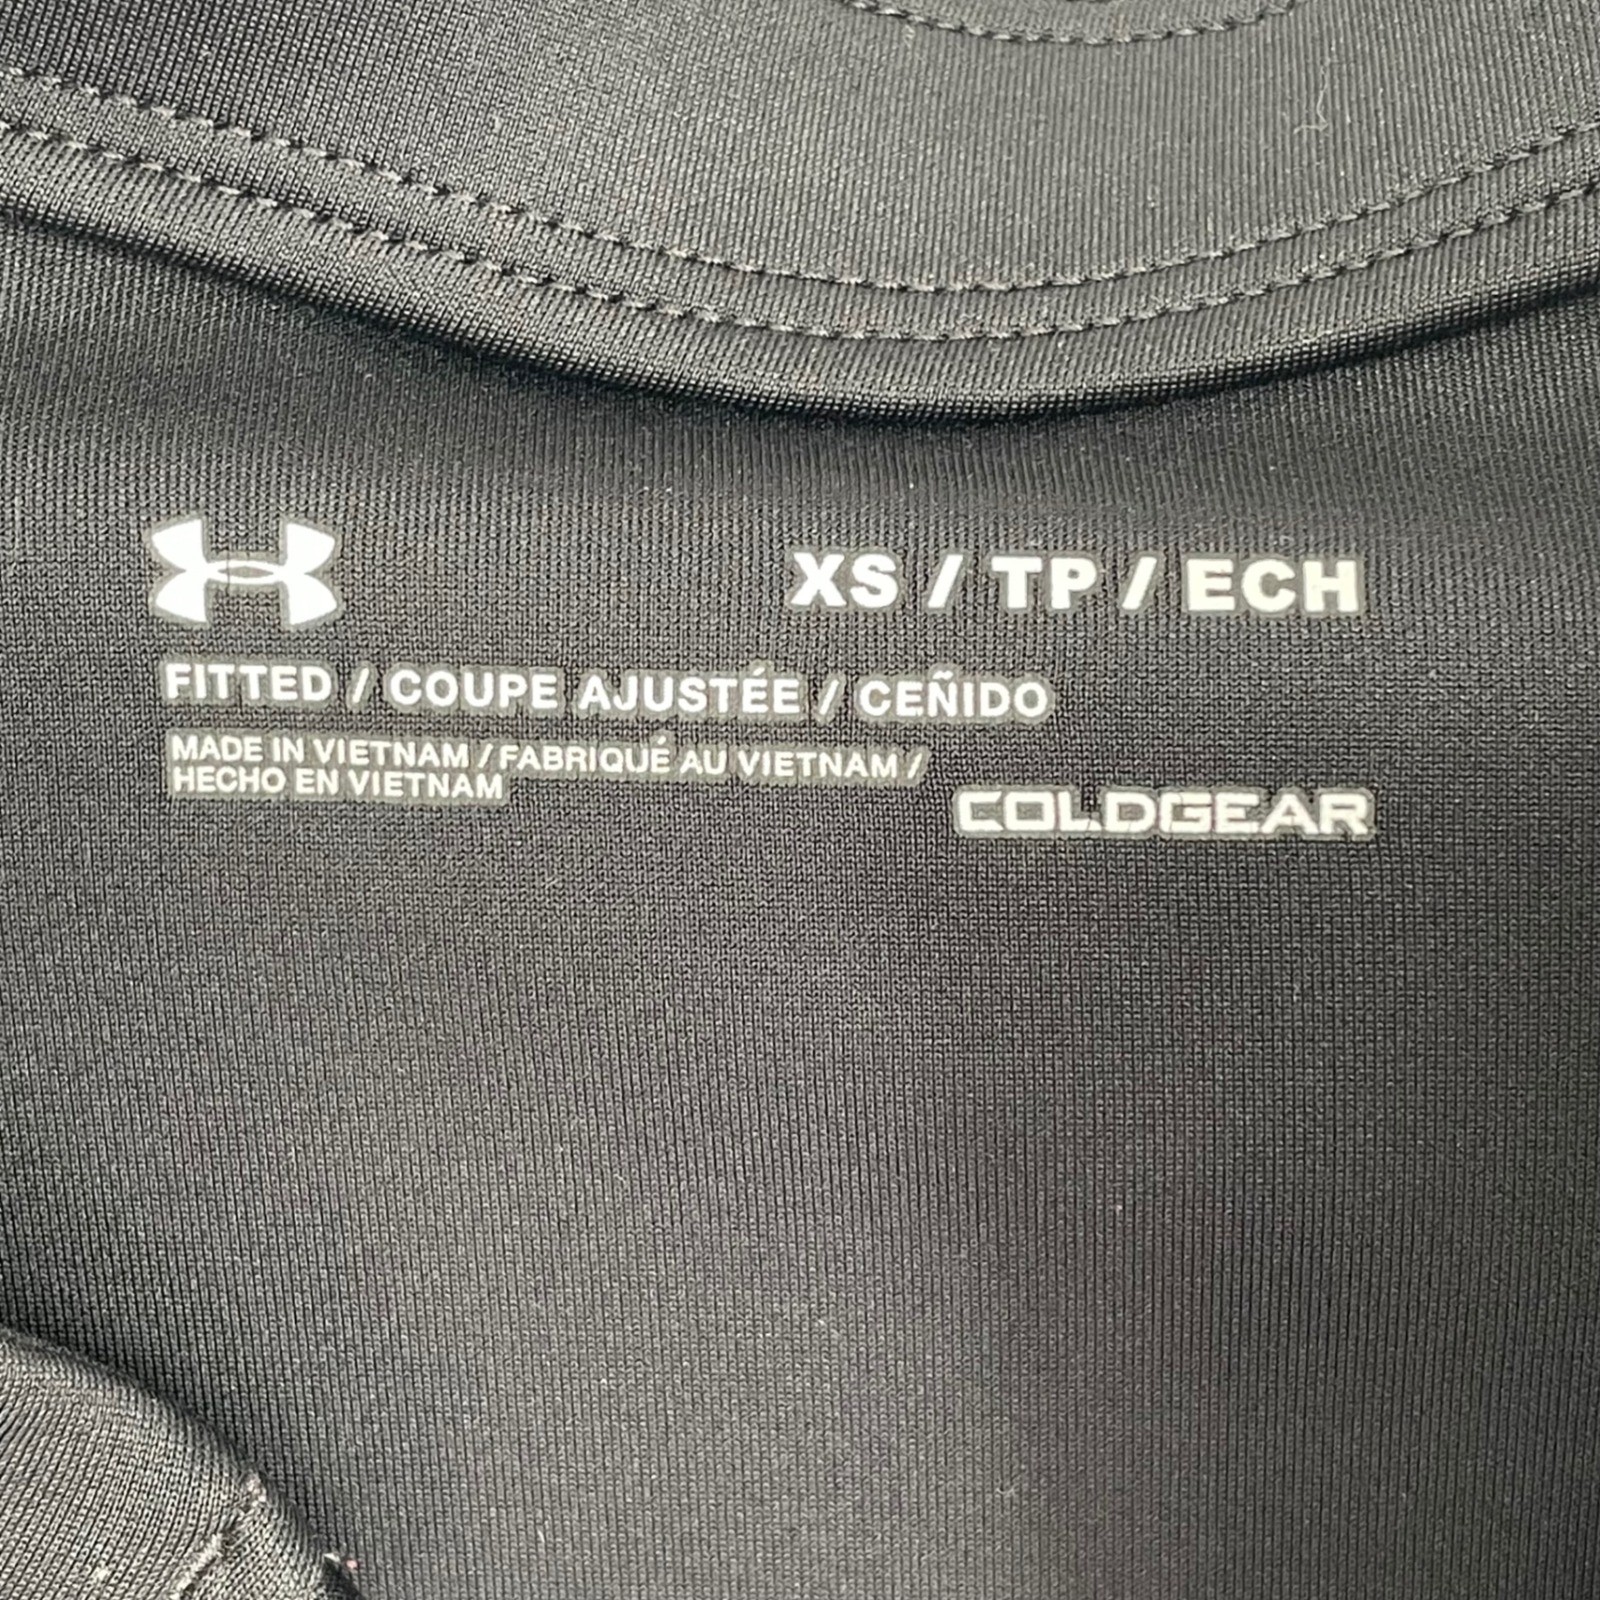 XS / TP / ECH
FITTED / COUPE AJUSTÉE / CEÑIDO
MADE IN VIETNAM / FABRIQUÉ AU VIETNAM /
HECHO EN VIETNAM
COLDGEAR